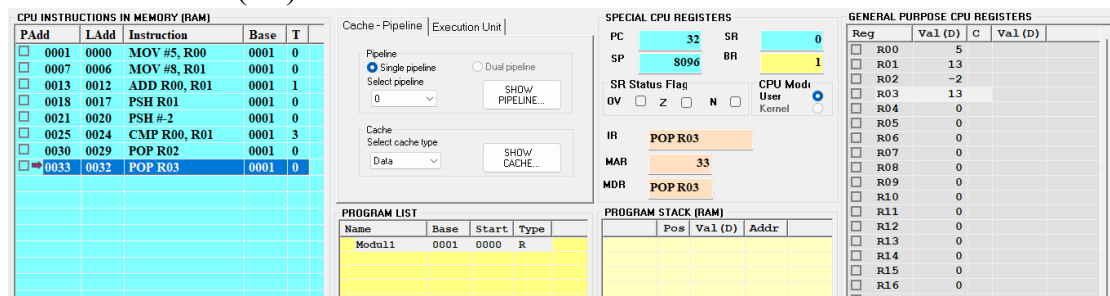 CPU INSTRUCTIONS IN MEMORY (RAM)
PAdd LAdd Instruction Base T
0001 0000 MOV #5, R00 0001 0
0007 0006 MOV #8, R01 0001 0
0013 0012 ADD R00, R01 0001 1
0018 0017 PSH R01 0001 0
0021 0020 PSH #-2 0001 0
0025 0024 CMP R00, R01 0001 3
0030 0029 POP R02 0001 0
0033 0032 POP R03 0001 0
Cache - Pipeline Execution Unit
Pipeline
Single pipeline Dual pipeline
Select pipeline
0
SHOW
PIPELINE...
Cache
Select cache type
Data
SHOW
CACHE...
PROGRAM LIST
Name Base Start Type
Modul1 0001 0000 R
SPECIAL CPU REGISTERS
PC 32 SR 0
SP 8096 BR 1
SR Status Flag
OV Z N
CPU Mode
User
Kernel
IR POP R03
MAR 33
MDR POP R03
PROGRAM STACK (RAM)
Pos Val(D) Addr
GENERAL PURPOSE CPU REGISTERS
Reg Val(D) C Val(D)
R00 5
R01 13
R02 -2
R03 13
R04 0
R05 0
R06 0
R07 0
R08 0
R09 0
R10 0
R11 0
R12 0
R13 0
R14 0
R15 0
R16 0